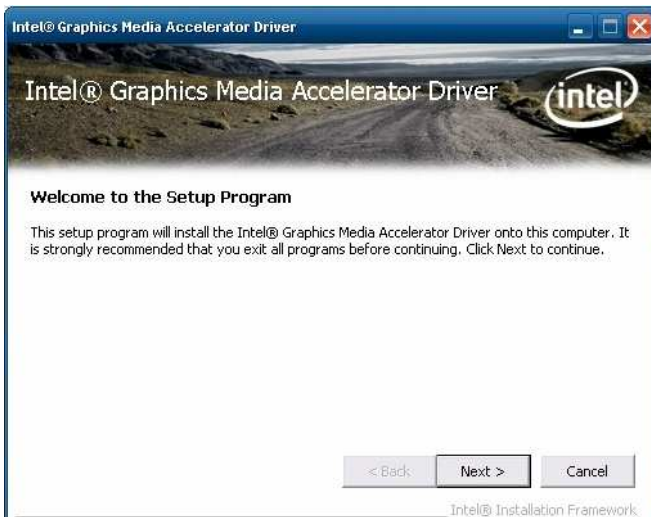 Intel® Graphics Media Accelerator Driver
Intel® Graphics Media Accelerator Driver
intel
Welcome to the Setup Program
This setup program will install the Intel® Graphics Media Accelerator Driver onto this computer. It
is strongly recommended that you exit all programs before continuing. Click Next to continue.
< Back
Next >
Cancel
Intel® Installation Framework